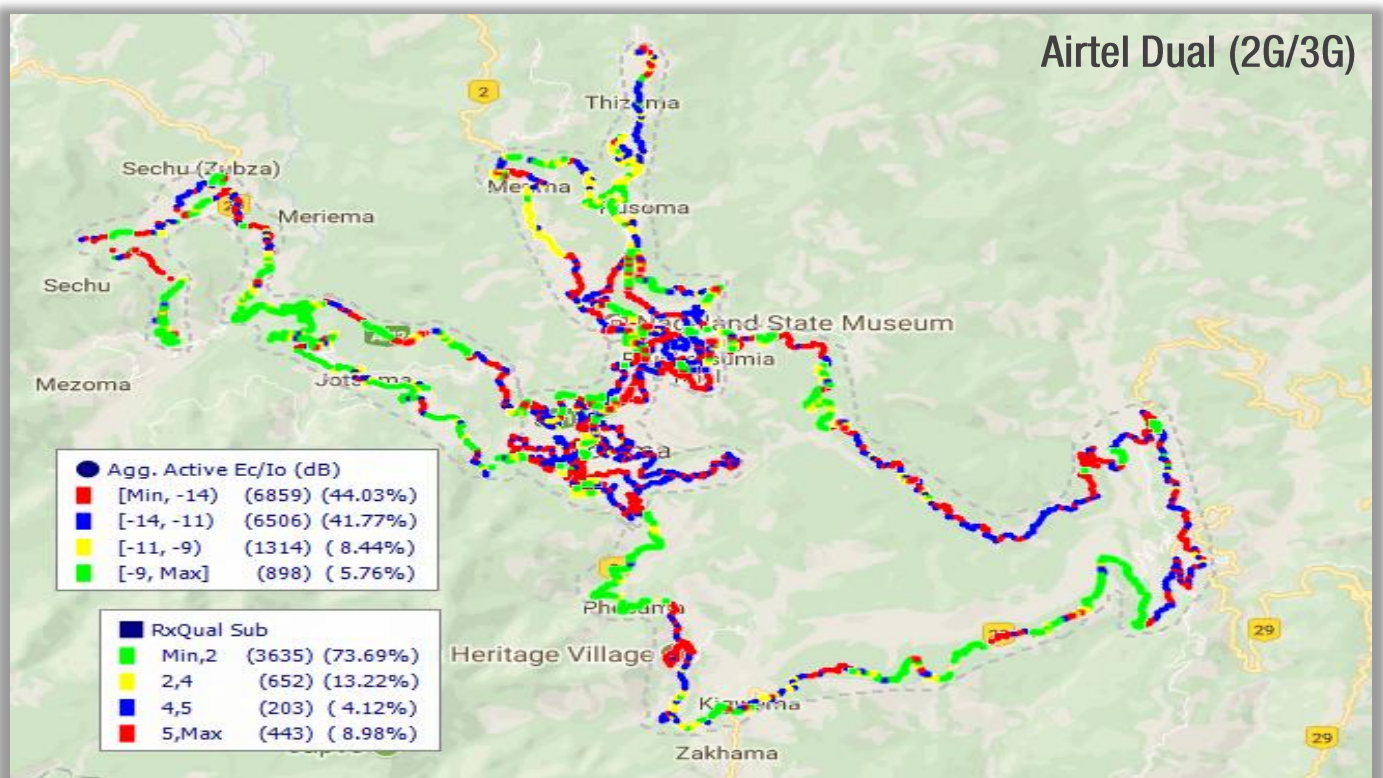 Airtel Dual (2G/3G)
2
Thizama
Sechu (Zubza)
Meriema
Sechu
Nagaland State Museum
Mezoma
Jotsoma
Agg. Active Ec/Io (dB)
[Min, -14) (6859) (44.03%)
[-14, -11) (6506) (41.77%)
[-11, -9) (1314) ( 8.44%)
[-9, Max] (898) ( 5.76%)
Phesama
RxQual Sub
Min,2 (3635) (73.69%)
2,4 (652) (13.22%)
4,5 (203) ( 4.12%)
5,Max (443) ( 8.98%)
Heritage Village
29
Kigwema
29
Zakhama